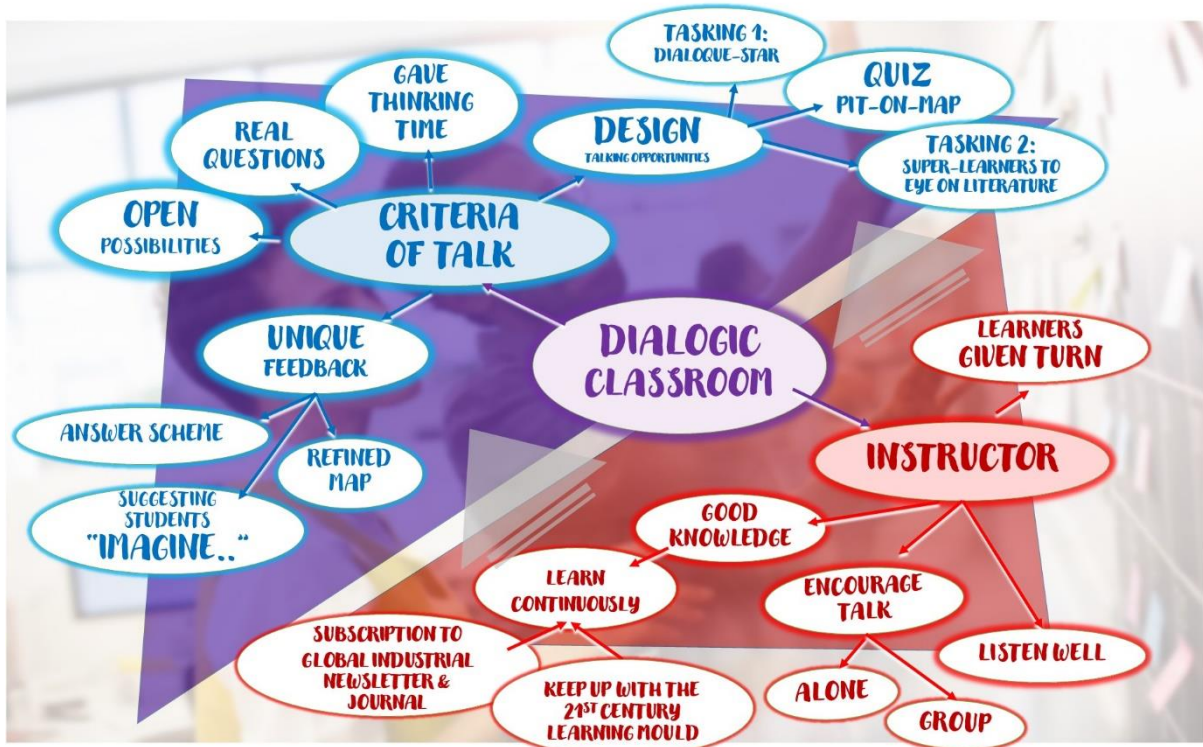 TASKING 1:
DIALOQUE-STAR
GAVE
THINKING
TIME
QUIZ
PIT-ON-MAP
REAL
QUESTIONS
DESIGN
TALKING OPPORTUNITIES
TASKING 2:
SUPER-LEARNERS TO
EYE ON LITERATURE
OPEN
POSSIBILITIES
CRITERIA
OF TALK
UNIQUE
FEEDBACK
DIALOGIC
CLASSROOM
LEARNERS
GIVEN TURN
ANSWER SCHEME
REFINED
MAP
INSTRUCTOR
SUGGESTING
STUDENTS
"IMAGINE.."
GOOD
KNOWLEDGE
LEARN
CONTINUOUSLY
ENCOURAGE
TALK
SUBSCRIPTION TO
GLOBAL INDUSTRIAL
NEWSLETTER &
JOURNAL
KEEP UP WITH THE
21ST CENTURY
LEARNING MOULD
LISTEN WELL
ALONE
GROUP